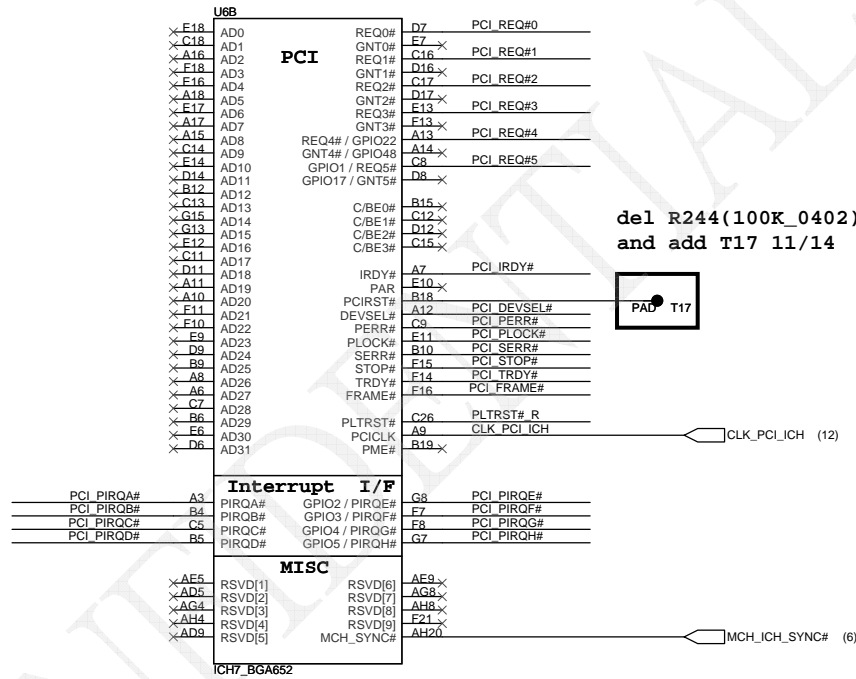 U6B
PCI
E18 AD0 REQ0# D7 PCI_REQ#0
C18 AD1 GNT0# E7
A16 AD2 REQ1# C16 PCI_REQ#1
F18 AD3 GNT1# D16
E16 AD4 REQ2# C17 PCI_REQ#2
A18 AD5 GNT2# D17
E17 AD6 REQ3# E13 PCI_REQ#3
A17 AD7 GNT3# F13
A15 AD8 REQ4# / GPIO22 A13 PCI_REQ#4
C14 AD9 GNT4# / GPIO48 A14
E14 AD10 GPIO1 / REQ5# C8 PCI_REQ#5
D14 AD11 GPIO17 / GNT5# D8
B12 AD12
C13 AD13 C/BE0# B15
G15 AD14 C/BE1# C12
G13 AD15 C/BE2# D12
E12 AD16 C/BE3# C15
C11 AD17
D11 AD18 IRDY# A7 PCI_IRDY#
A11 AD19 PAR E10
A10 AD20 PCIRST# B18
F11 AD21 DEVSEL# A12 PCI_DEVSEL#
F10 AD22 PERR# C9 PCI_PERR#
E9 AD23 PLOCK# E11 PCI_PLOCK#
D9 AD24 SERR# B10 PCI_SERR#
B9 AD25 STOP# F15 PCI_STOP#
A8 AD26 TRDY# F14 PCI_TRDY#
A6 AD27 FRAME# F16 PCI_FRAME#
C7 AD28
B6 AD29 PLTRST# C26 PLTRST#_R
E6 AD30 PCICLK A9 CLK_PCI_ICH CLK_PCI_ICH (12)
D6 AD31 PME# B19
del R244(100K_0402)
and add T17 11/14
PAD T17
Interrupt I/F
PCI_PIRQA# A3 PIRQA# GPIO2 / PIRQE# G8 PCI_PIRQE#
PCI_PIRQB# B4 PIRQB# GPIO3 / PIRQF# F7 PCI_PIRQF#
PCI_PIRQC# C5 PIRQC# GPIO4 / PIRQG# F8 PCI_PIRQG#
PCI_PIRQD# B5 PIRQD# GPIO5 / PIRQH# G7 PCI_PIRQH#
MISC
AE5 RSVD[1] RSVD[6] AE9
AD5 RSVD[2] RSVD[7] AG8
AG4 RSVD[3] RSVD[8] AH8
AH4 RSVD[4] RSVD[9] F21
AD9 RSVD[5] MCH_SYNC# AH20 MCH_ICH_SYNC# (6)
ICH7_BGA652